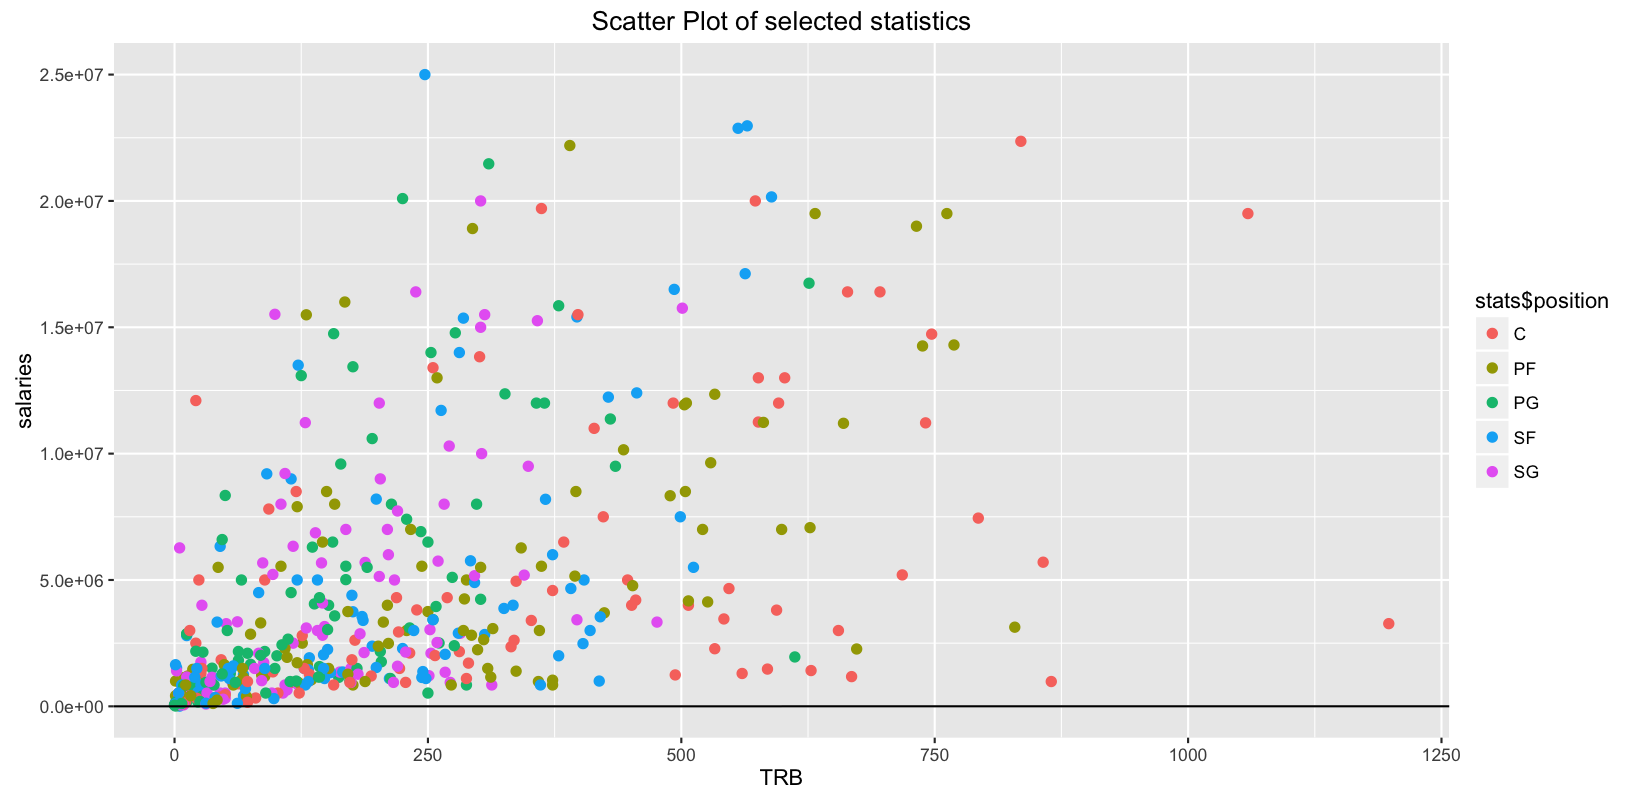 Scatter Plot of selected statistics
2.5e+07
2.0e+07
1.5e+07
1.0e+07
5.0e+06
0.0e+00
salaries
0 250 500 750 1000 1250
TRB
stats$position
C
PF
PG
SF
SG